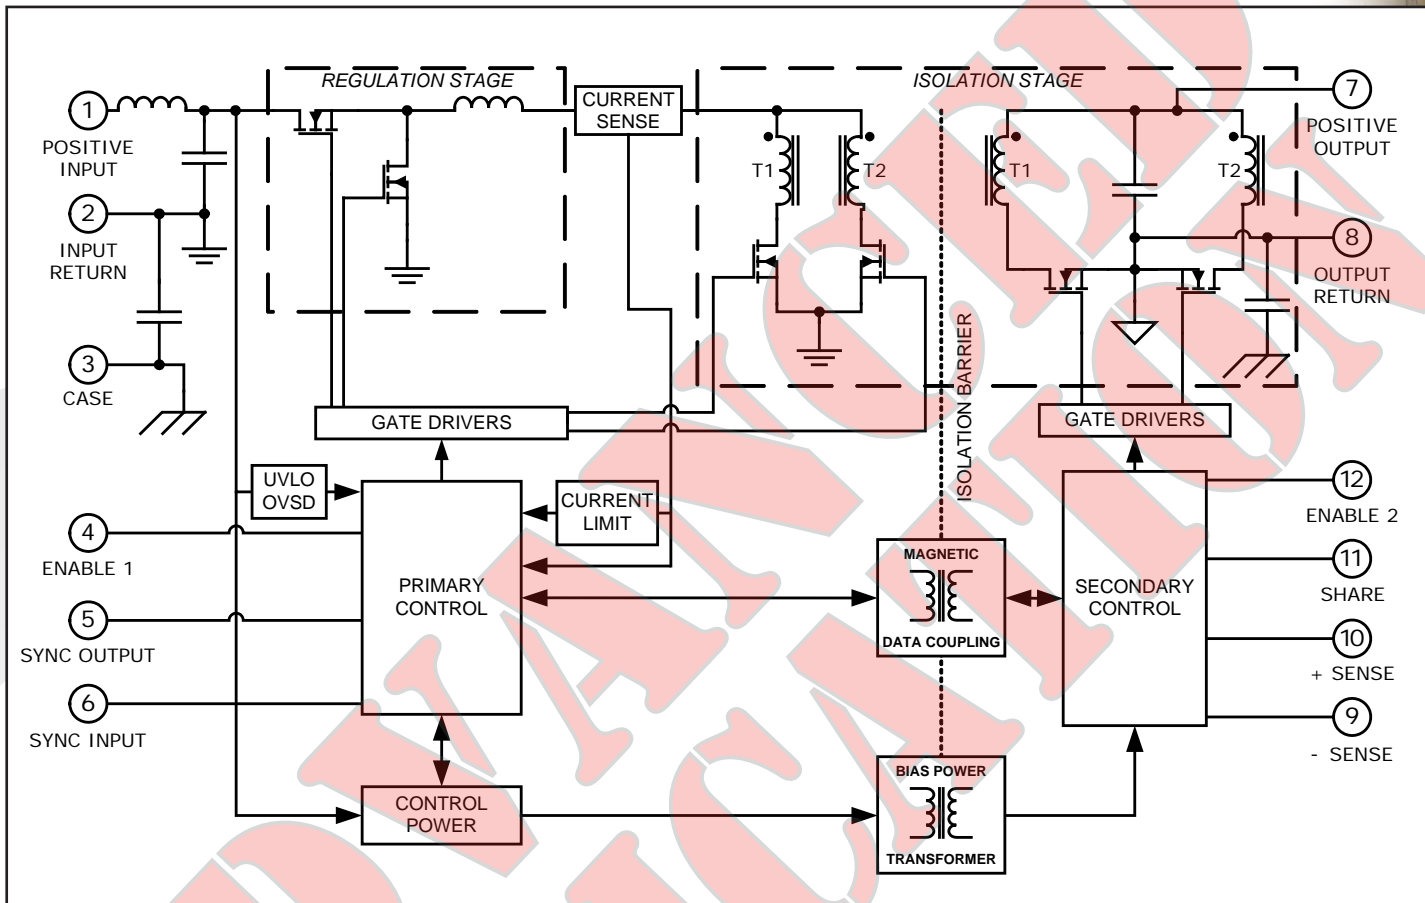 REGULATION STAGE
ISOLATION STAGE
1
POSITIVE
INPUT
2
INPUT
RETURN
3
CASE
CURRENT
SENSE
T1
T2
T1
T2
7
POSITIVE
OUTPUT
8
OUTPUT
RETURN
ISOLATION BARRIER
GATE DRIVERS
GATE DRIVERS
UVLO
OVSD
CURRENT
LIMIT
4
ENABLE 1
5
SYNC OUTPUT
6
SYNC INPUT
PRIMARY
CONTROL
MAGNETIC
DATA COUPLING
SECONDARY
CONTROL
12
ENABLE 2
11
SHARE
10
+ SENSE
9
- SENSE
CONTROL
POWER
BIAS POWER
TRANSFORMER